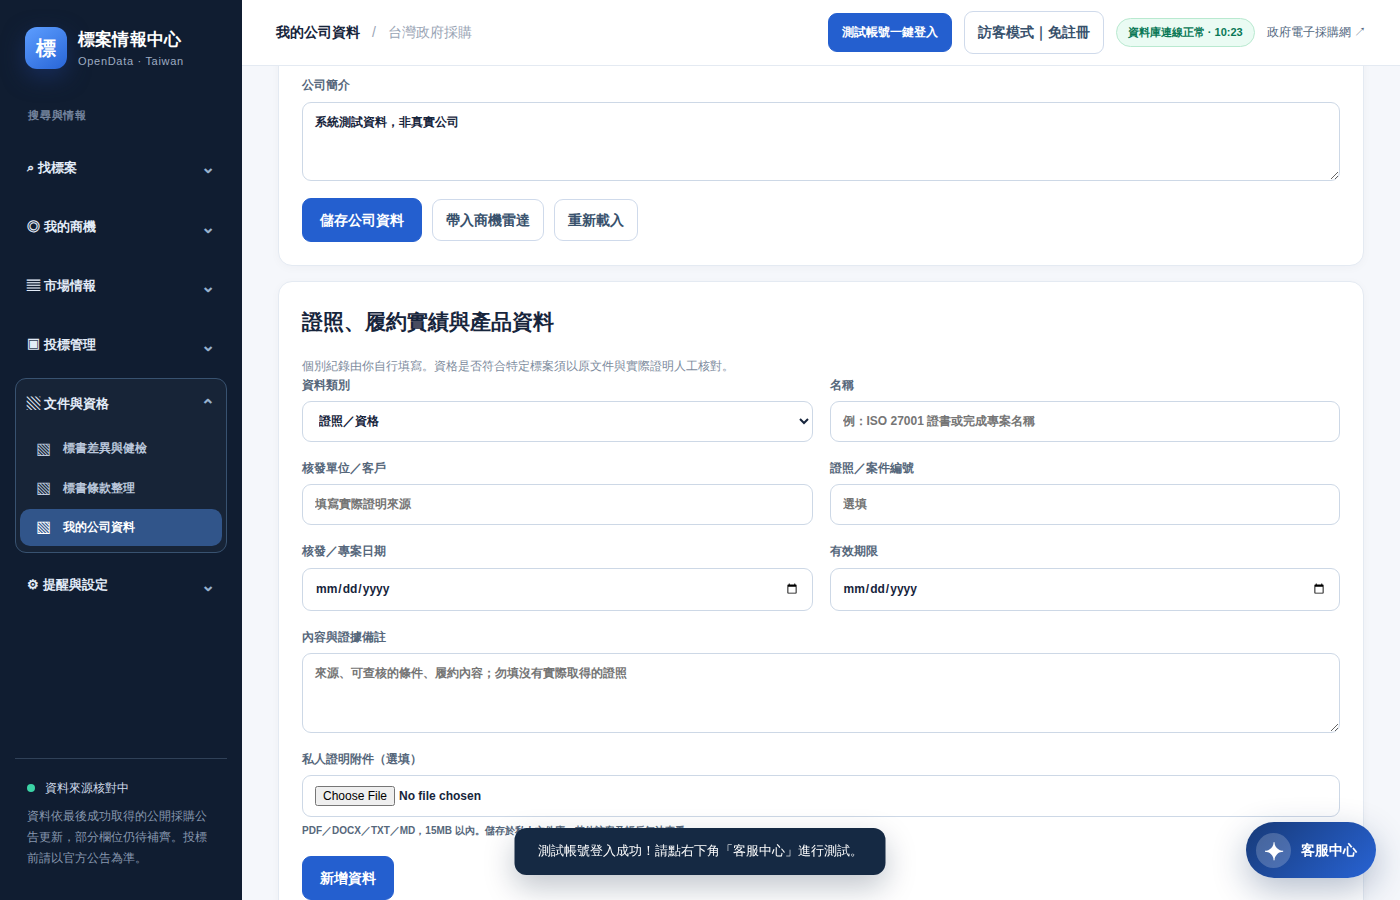 標
標案情報中心
OpenData · Taiwan
搜尋與情報
找標案
我的商機
市場情報
投標管理
文件與資格
標書差異與健檢
標書條款整理
我的公司資料
提醒與設定
資料來源核對中
資料依最後成功取得的公開採購公
告更新，部分欄位仍待補齊。投標
前請以官方公告為準。
我的公司資料 / 台灣政府採購
測試帳號一鍵登入
訪客模式｜免註冊
資料庫連線正常 · 10:23
政府電子採購網 ↗
公司簡介
系統測試資料，非真實公司
儲存公司資料
帶入商機雷達
重新載入
證照、履約實績與產品資料
個別紀錄由你自行填寫。資格是否符合特定標案須以原文件與實際證明人工核對。
資料類別
名稱
證照／資格
例：ISO 27001 證書或完成專案名稱
核發單位／客戶
證照／案件編號
填寫實際證明來源
選填
核發／專案日期
有效期限
mm/dd/yyyy
mm/dd/yyyy
內容與證據備註
來源、可查核的條件、履約內容；勿填沒有實際取得的證照
私人證明附件（選填）
Choose File No file chosen
PDF／DOCX／TXT／MD，15MB 以內。儲存於
測試帳號登入成功！請點右下角「客服中心」進行測試。
新增資料
客服中心